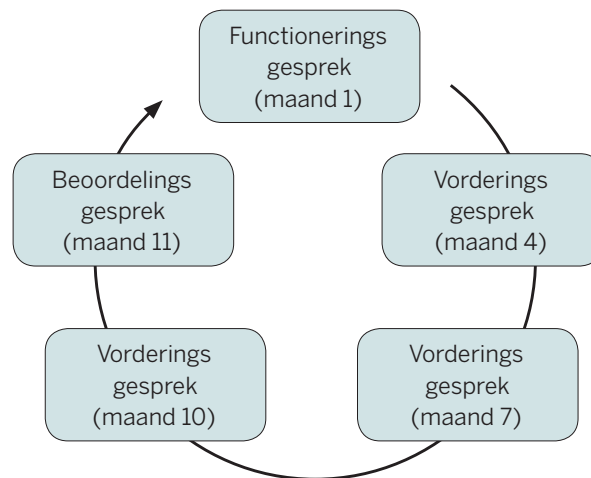 Functionerings
gesprek
(maand 1)
Vorderings
gesprek
(maand 4)
Vorderings
gesprek
(maand 7)
Vorderings
gesprek
(maand 10)
Beoordelings
gesprek
(maand 11)